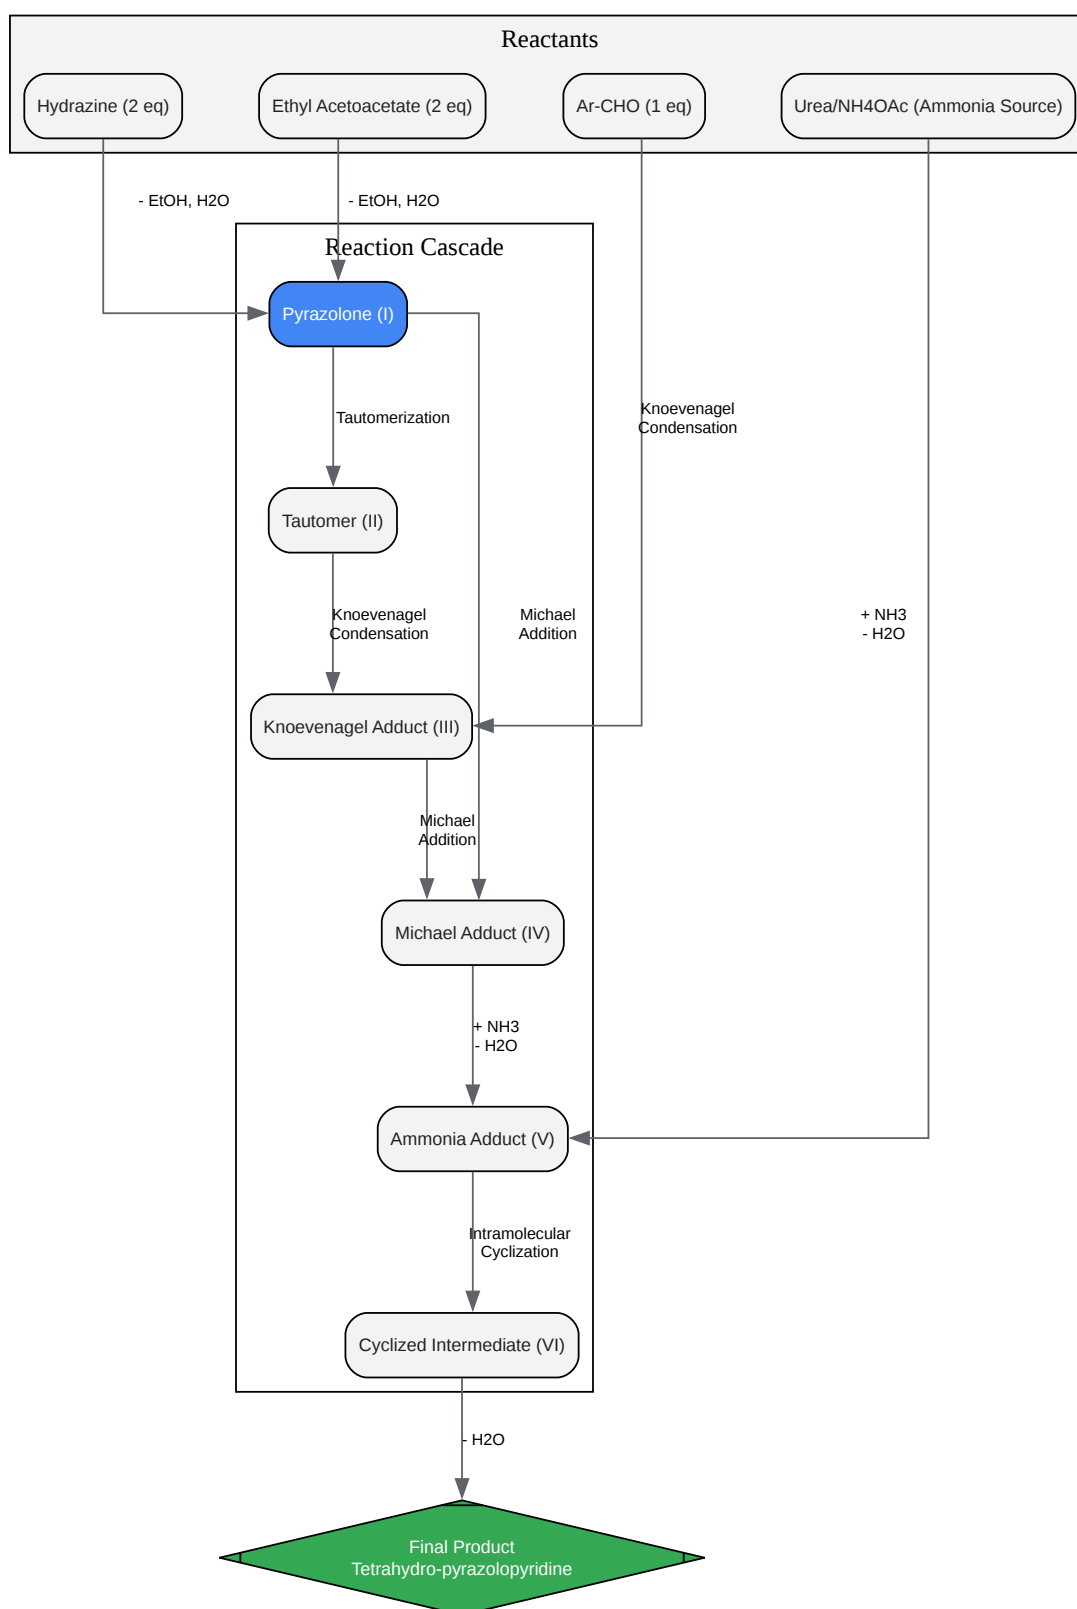 Reactants
Hydrazine (2 eq)
Ethyl Acetoacetate (2 eq)
Ar-CHO (1 eq)
Urea/NH4OAc (Ammonia Source)
- EtOH, H2O
- EtOH, H2O
Reaction Cascade
Pyrazolone (I)
Tautomerization
Knoevenagel
Condensation
Tautomer (II)
Knoevenagel
Condensation
Michael
Addition
+ NH3
- H2O
Knoevenagel Adduct (III)
Michael
Addition
Michael Adduct (IV)
+ NH3
- H2O
Ammonia Adduct (V)
Intramolecular
Cyclization
Cyclized Intermediate (VI)
- H2O
Final Product
Tetrahydro-pyrazolopyridine